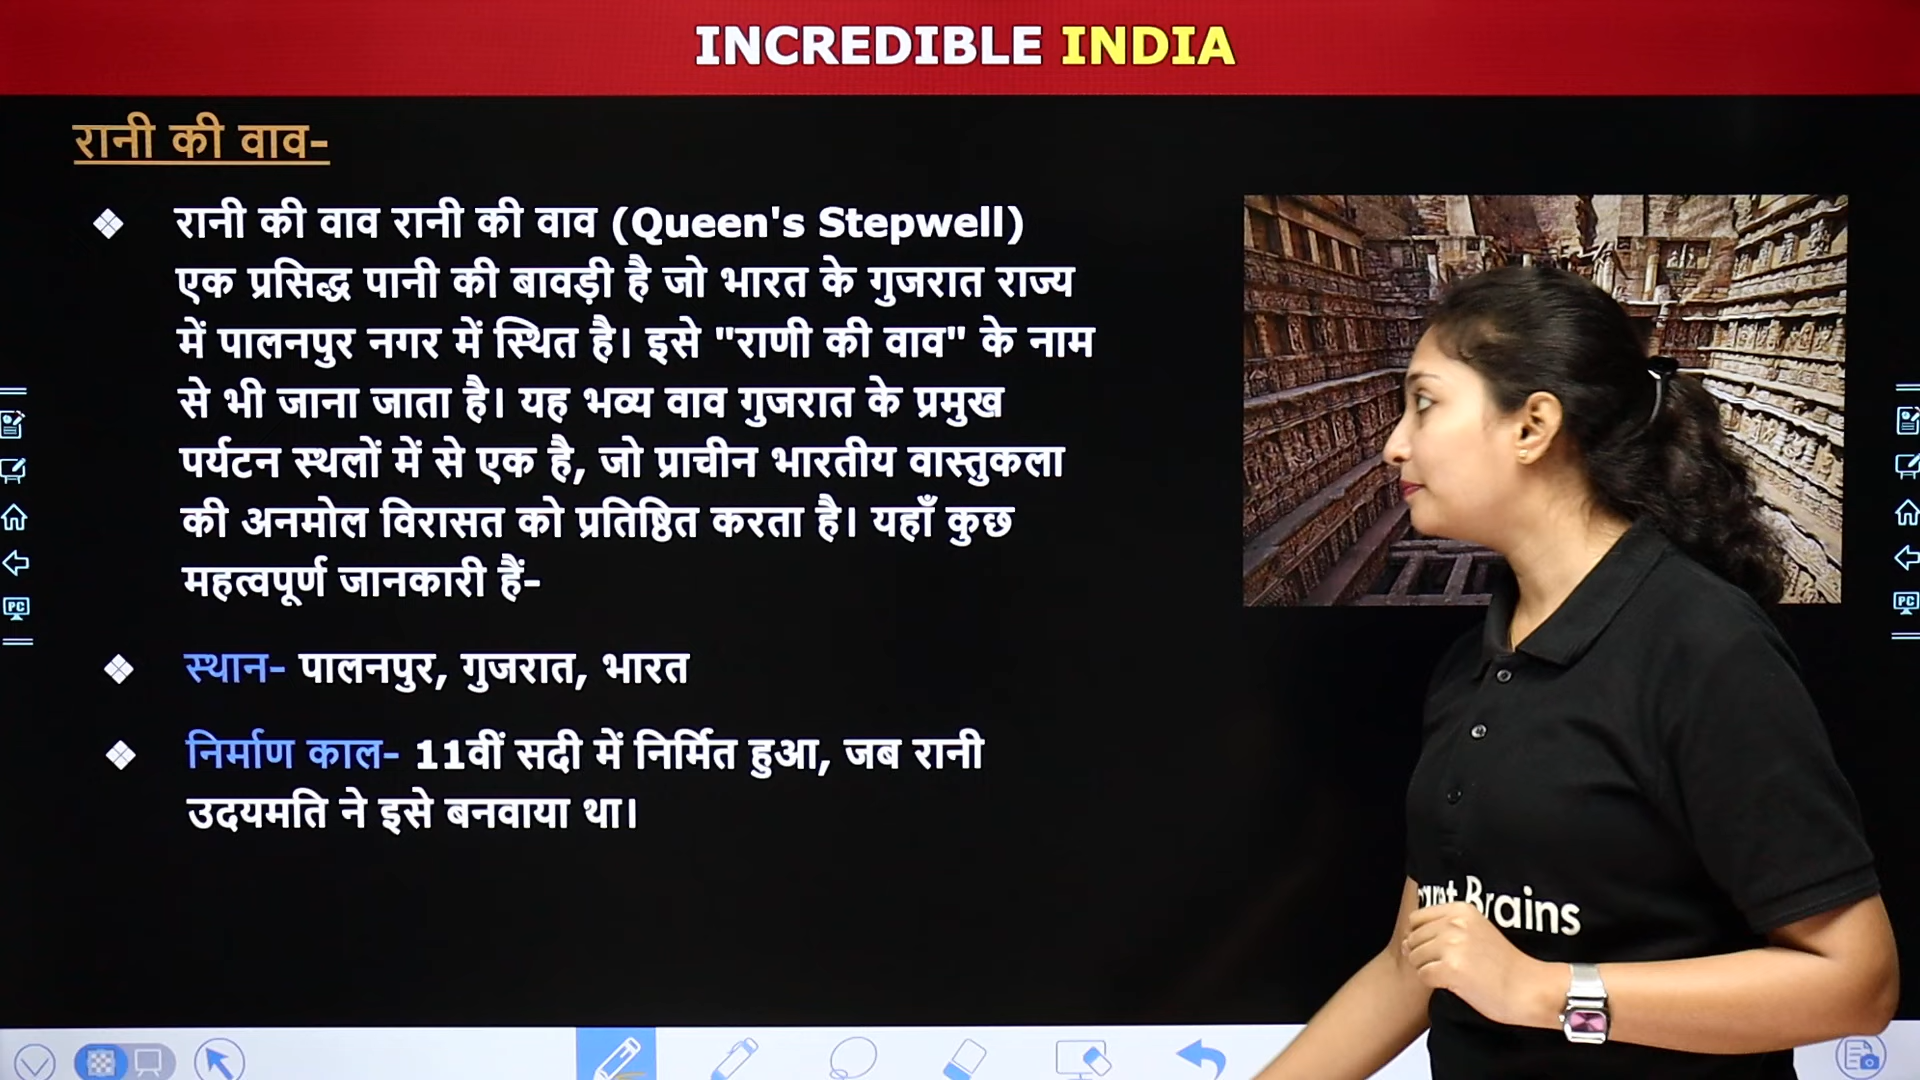 INCREDIBLE INDIA
रानी की वाव-
❖ रानी की वाव रानी की वाव (Queen's Stepwell)
एक प्रसिद्ध पानी की बावड़ी है जो भारत के गुजरात राज्य
में पालनपुर नगर में स्थित है। इसे "राणी की वाव" के नाम
से भी जाना जाता है। यह भव्य वाव गुजरात के प्रमुख
पर्यटन स्थलों में से एक है, जो प्राचीन भारतीय वास्तुकला
की अनमोल विरासत को प्रतिष्ठित करता है। यहाँ कुछ
महत्वपूर्ण जानकारी हैं-
❖ स्थान- पालनपुर, गुजरात, भारत
❖ निर्माण काल- 11वीं सदी में निर्मित हुआ, जब रानी
उदयमति ने इसे बनवाया था।
Brains
PC
PC